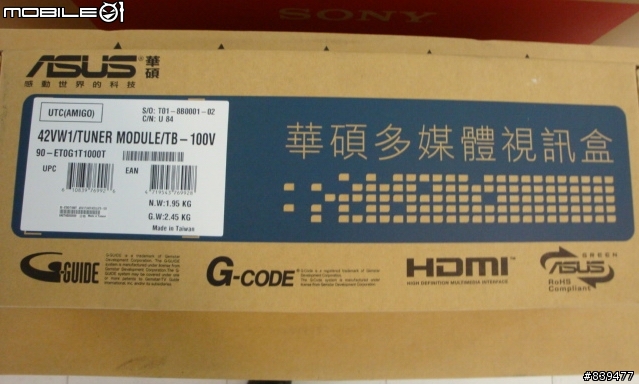 MOBILE01
SONY
ASUS 華碩
感動世界的科技
UTC(AMIGO)
S/O: T01-8B0001-02
C/N: U 84
42VW1/TUNER MODULE/TB-100V
90-ET0G1T1000T
UPC
EAN
N.W: 1.95 KG
G.W: 2.45 KG
Made in Taiwan
華碩多媒體視訊盒
G-GUIDE
G-CODE
HDMI
HIGH DEFINITION MULTIMEDIA INTERFACE
GREEN
ASUS
RoHS
Compliant
#839477